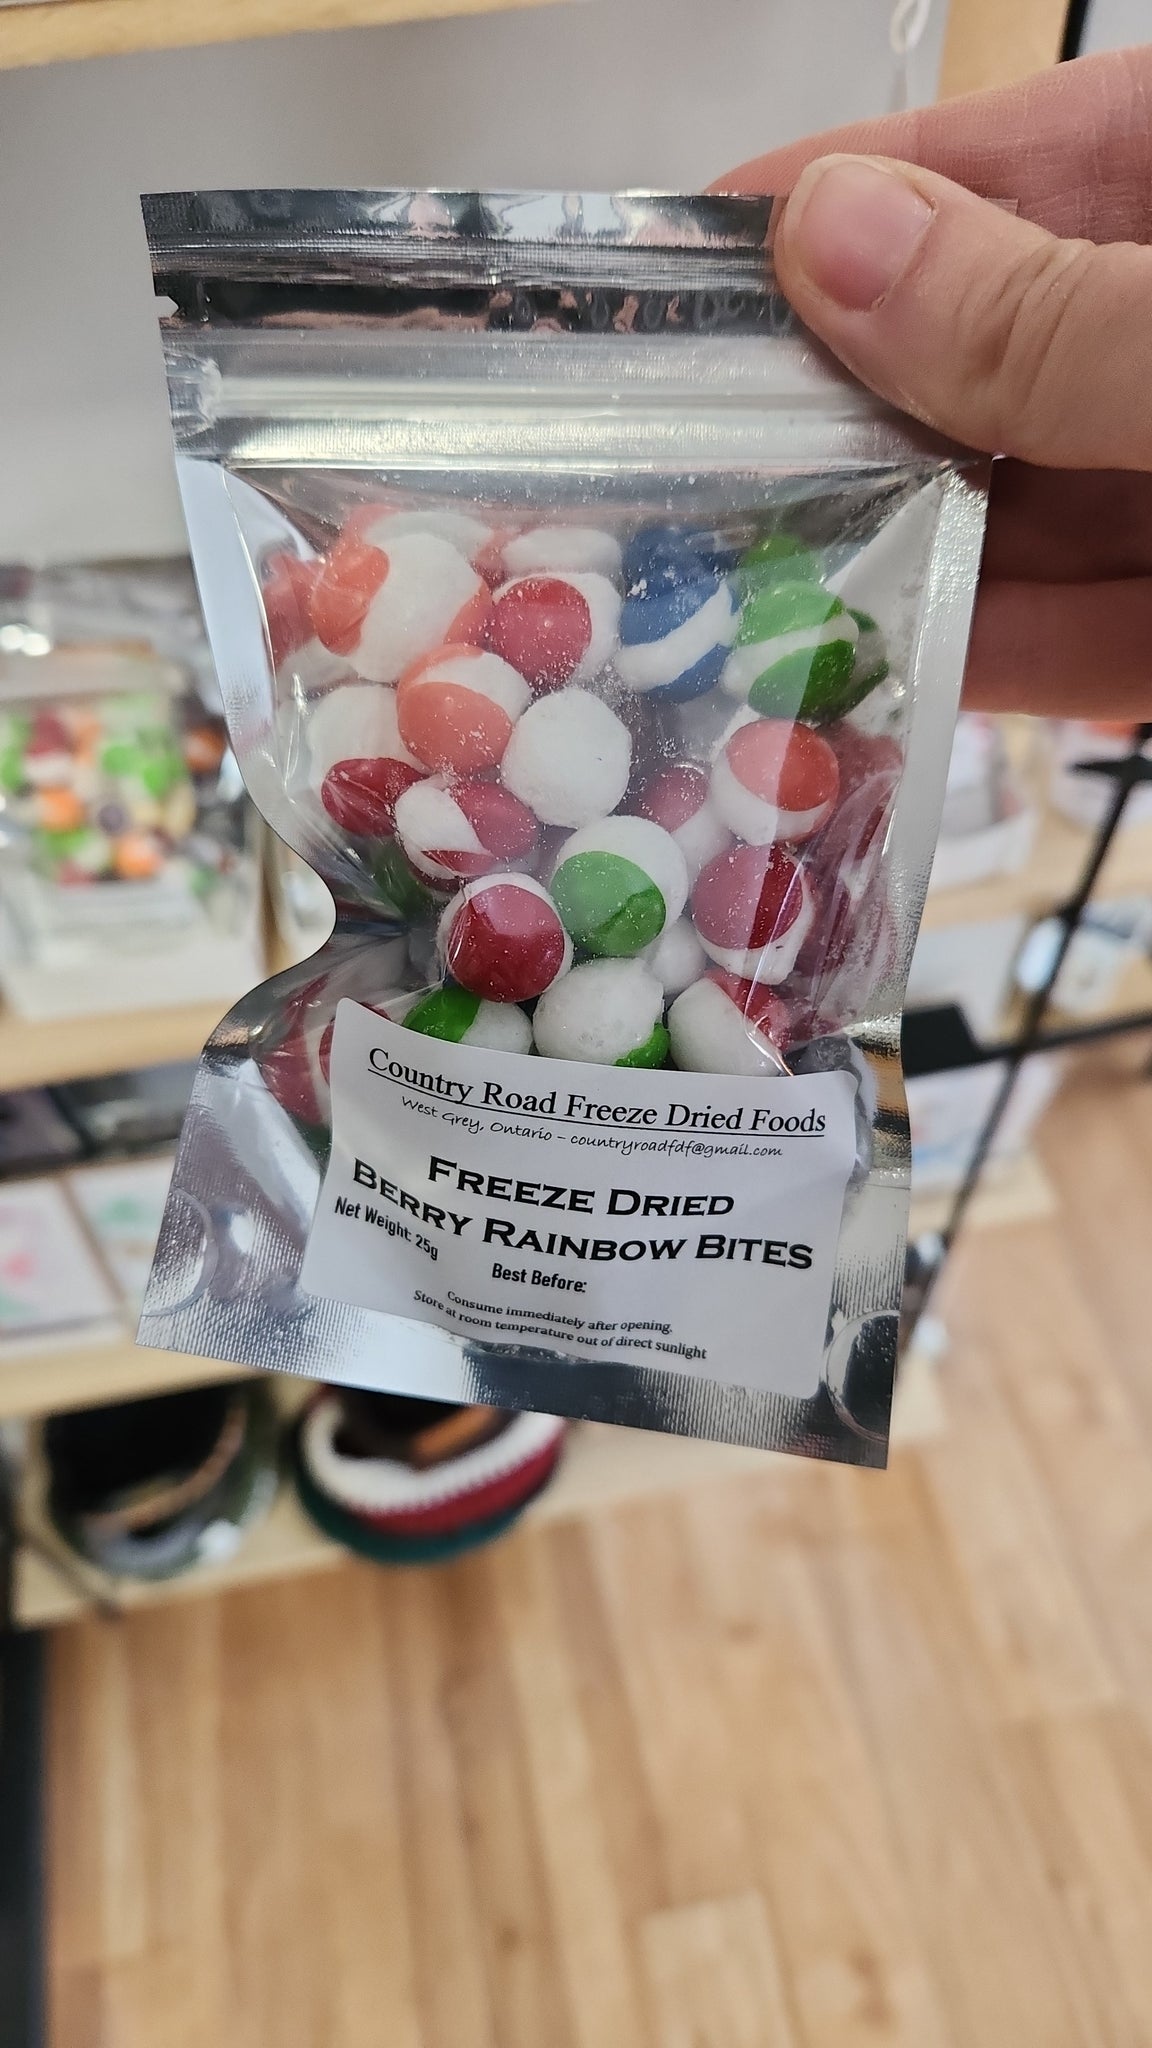 Country Road Freeze Dried Foods
West Grey, Ontario – countryroadfdf@gmail.com
Freeze Dried
Berry Rainbow Bites
Net Weight: 25g
Best Before:
Consume immediately after opening.
Store at room temperature out of direct sunlight